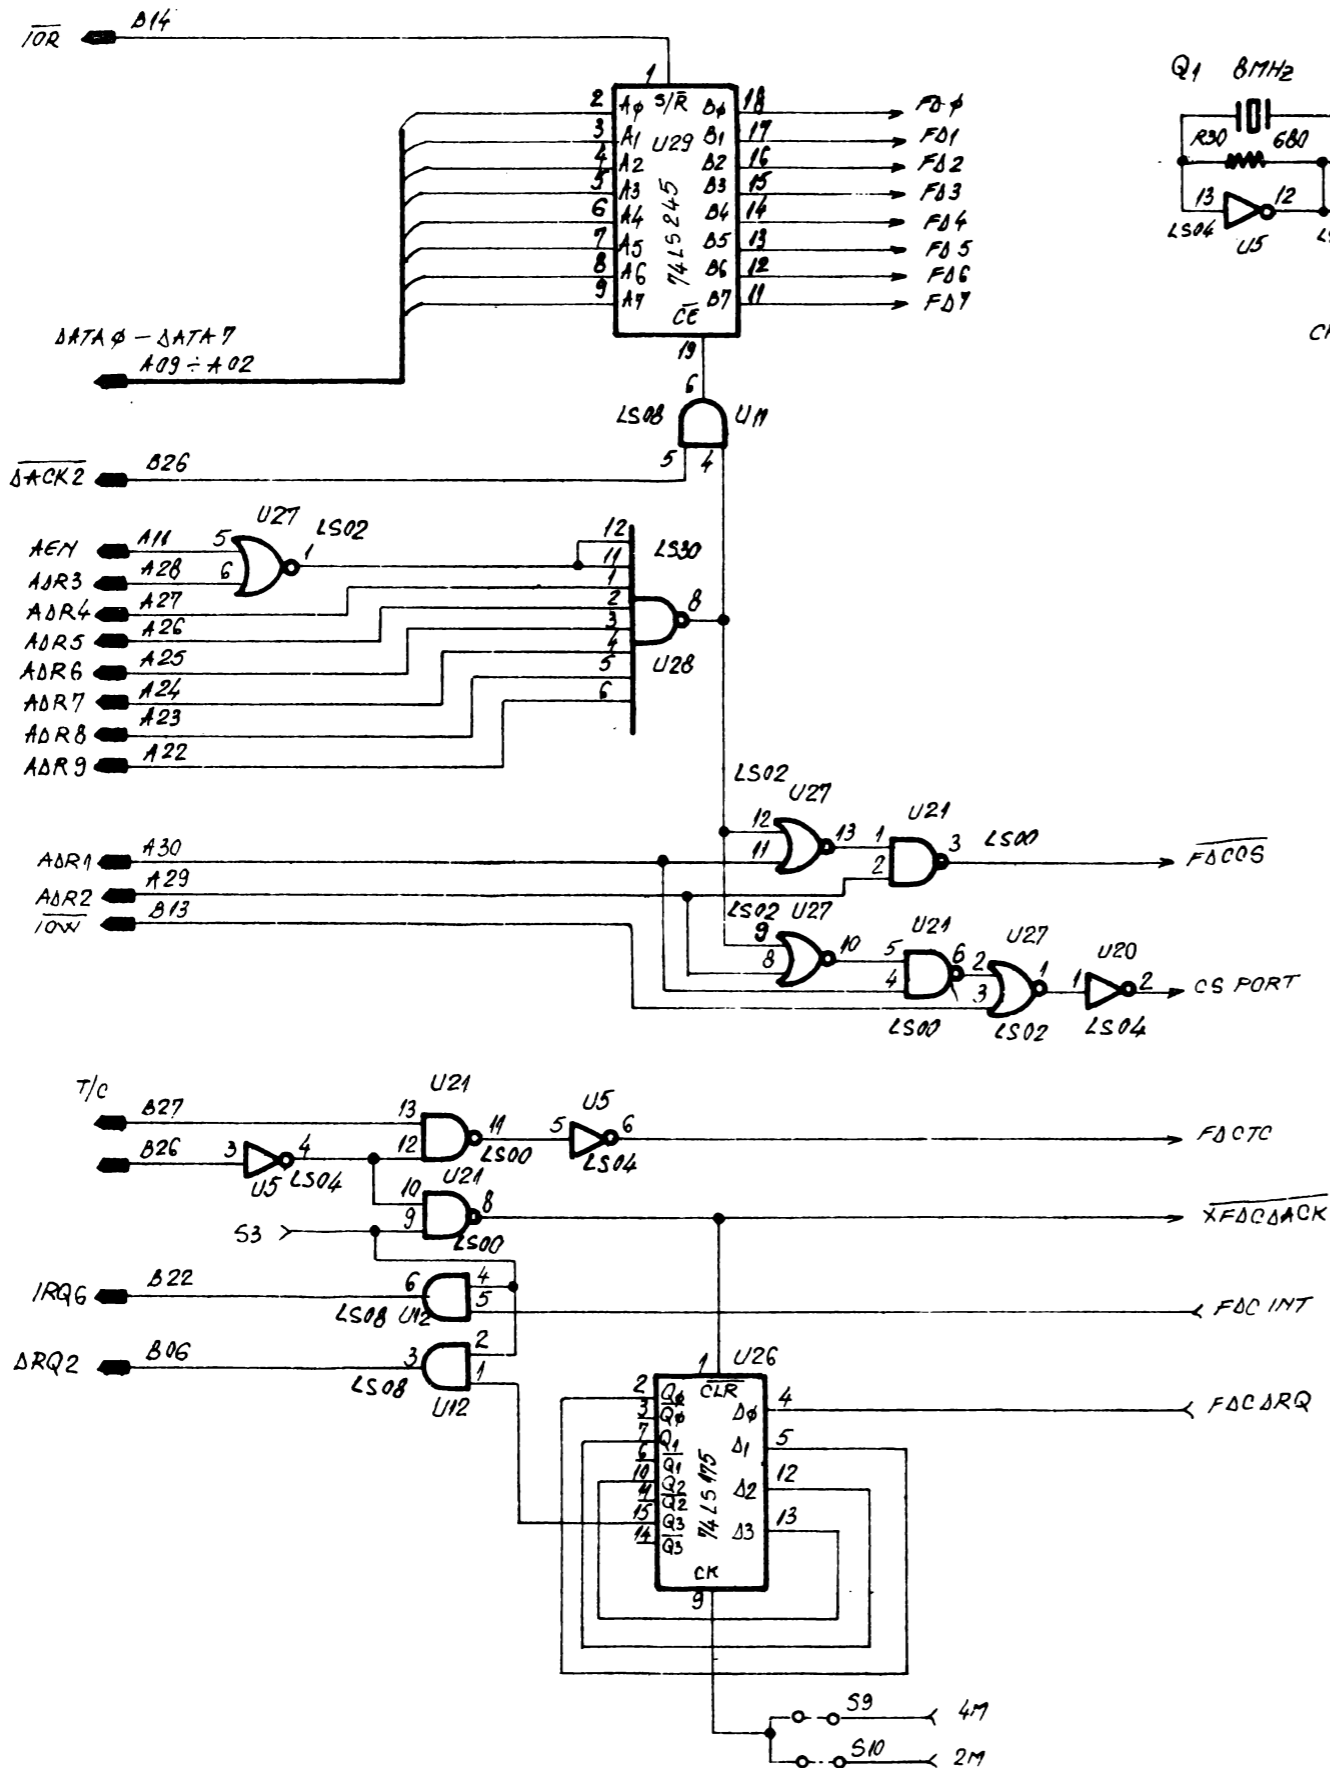 IOR B14
1
S/R
U29
74LS245
CE
2 A0 B0 18 FD0
3 A1 B1 17 FD1
4 A2 B2 16 FD2
5 A3 B3 15 FD3
6 A4 B4 14 FD4
7 A5 B5 13 FD5
8 A6 B6 12 FD6
9 A7 B7 11 FD7
Q1 8MHz
R30 680
13 12
LS04 U5
DATA0 - DATA7
A09 ÷ A02
19
6
LS08 U11
5 4
DACK2 B26
U27 LS02
AEN A11 5 1
ADR3 A28 6
ADR4 A27
ADR5 A26
ADR6 A25
ADR7 A24
ADR8 A23
ADR9 A22
12 LS30
11
1
2
3 8
4
5 U28
6
LS02 U27 U21
12 13 1 3 LS00 FDCCS
11 2
ADR1 A30
ADR2 A29
IOW B13
LS02 U27 U21 U27 U20
9 10 5 6 2 1 1 2 CS PORT
8 4 3
LS00 LS02 LS04
T/C
B27 13 U21 11 5 U5 6 FDCTC
12 LS00 LS04
B26 3 4
U5 LS04
10 U21 8 XFDCDACK
9 LS00
S3
IRQ6 B22 6 4
LS08 U12 5 FDC INT
DRQ2 B06 3 2
LS08 1
U12
1 U26
CLR
2 Q0 D0 4 FDCDRQ
3 Q0
7 Q1 D1 5
6 Q1
10 Q2 D2 12
11 Q2
15 Q3 D3 13
14 Q3
74LS175
CK
9
S9 4M
S10 2M